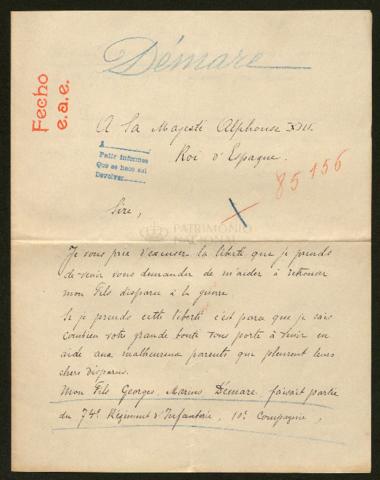 Démare
Fecho
e.a.e.
A Sa Majesté Alphonse XIII.
Roi d'Espagne.
A
Pedir informes
Que se hace así
Devolver
85156
Sire,
PATRIMONIO
NACIONAL
Je vous prie d'excuser la liberté que je prends
de venir vous demander de m'aider à retrouver
mon Fils disparu à la guerre.
Si je prends cette liberté c'est parce que je sais
combien votre grande bonté vous porte à venir en
aide aux malheureux parents qui pleurent leurs
chers disparus.
Mon Fils Georges, Marius Démare, faisait partie
du 74e Régiment d'Infanterie, 10e Compagnie,